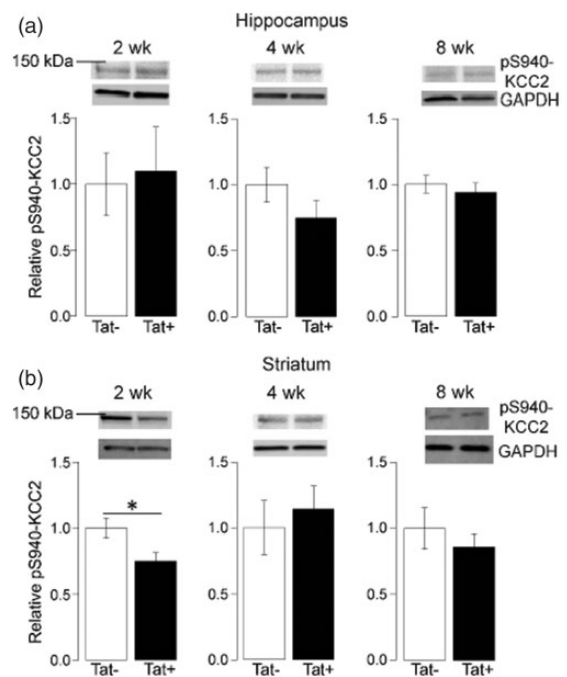 (a)
Hippocampus
2 wk
4 wk
8 wk
150 kDa
pS940-
KCC2
GAPDH
Relative pS940-KCC2
1.5
1.0
0.5
0.0
Tat-
Tat+
1.5
1.0
0.5
0.0
Tat-
Tat+
1.5
1.0
0.5
0.0
Tat-
Tat+
(b)
Striatum
2 wk
4 wk
8 wk
150 kDa
pS940-
KCC2
GAPDH
Relative pS940-KCC2
1.5
1.0
0.5
0.0
*
Tat-
Tat+
1.5
1.0
0.5
0.0
Tat-
Tat+
1.5
1.0
0.5
0.0
Tat-
Tat+